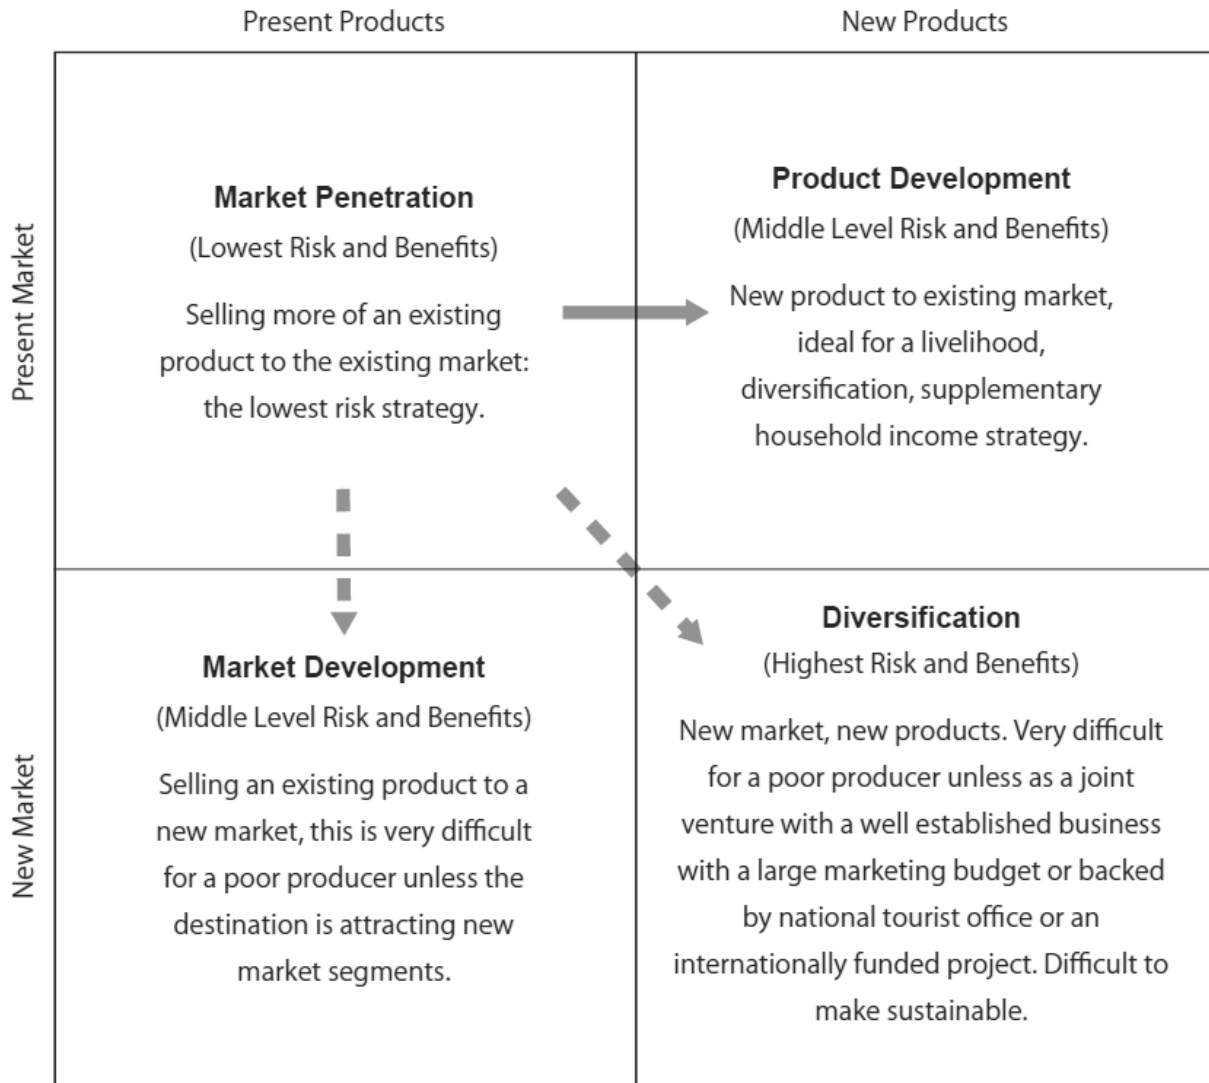 Present Products
New Products
Present Market
Market Penetration
(Lowest Risk and Benefits)
Selling more of an existing
product to the existing market:
the lowest risk strategy.
Product Development
(Middle Level Risk and Benefits)
New product to existing market,
ideal for a livelihood,
diversification, supplementary
household income strategy.
New Market
Market Development
(Middle Level Risk and Benefits)
Selling an existing product to a
new market, this is very difficult
for a poor producer unless the
destination is attracting new
market segments.
Diversification
(Highest Risk and Benefits)
New market, new products. Very difficult
for a poor producer unless as a joint
venture with a well established business
with a large marketing budget or backed
by national tourist office or an
internationally funded project. Difficult to
make sustainable.